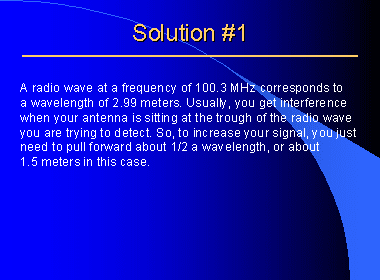 Solution #1
A radio wave at a frequency of 100.3 MHz corresponds to
a wavelength of 2.99 meters. Usually, you get interference
when your antenna is sitting at the trough of the radio wave
you are trying to detect. So, to increase your signal, you just
need to pull forward about 1/2 a wavelength, or about
1.5 meters in this case.